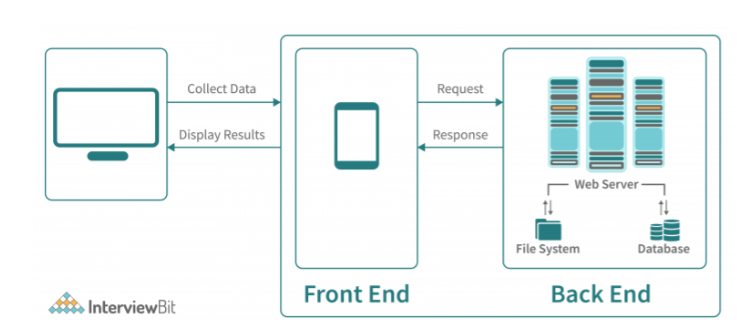 Collect Data
Display Results
Request
Response
Web Server
File System
Database
Front End
Back End
InterviewBit